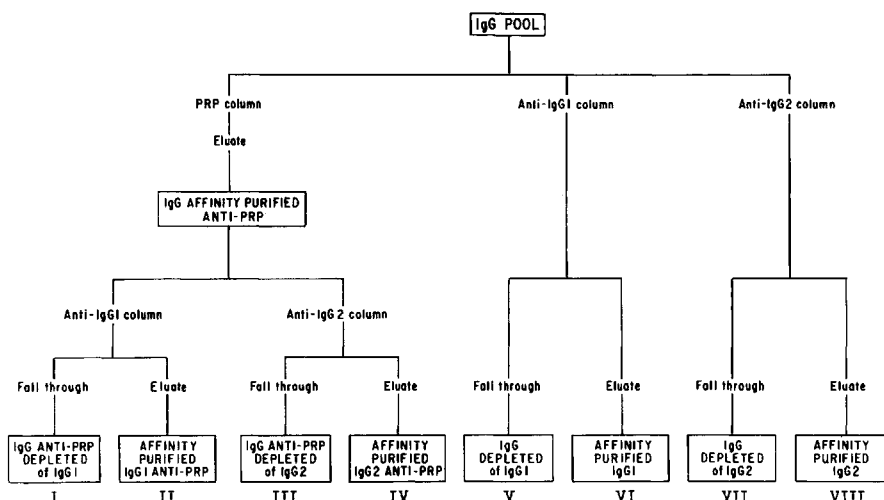 IgG POOL
PRP column
Anti-IgG1 column
Anti-IgG2 column
Eluate
IgG AFFINITY PURIFIED
ANTI-PRP
Anti-IgG1 column
Anti-IgG2 column
Fall through
Eluate
Fall through
Eluate
Fall through
Eluate
Fall through
Eluate
IgG ANTI-PRP
DEPLETED
of IgG1
AFFINITY
PURIFIED
IgG1 ANTI-PRP
IgG ANTI-PRP
DEPLETED
of IgG2
AFFINITY
PURIFIED
IgG2 ANTI-PRP
IgG
DEPLETED
of IgG1
AFFINITY
PURIFIED
IgG1
IgG
DEPLETED
of IgG2
AFFINITY
PURIFIED
IgG2
I II III IV V VI VII VIII